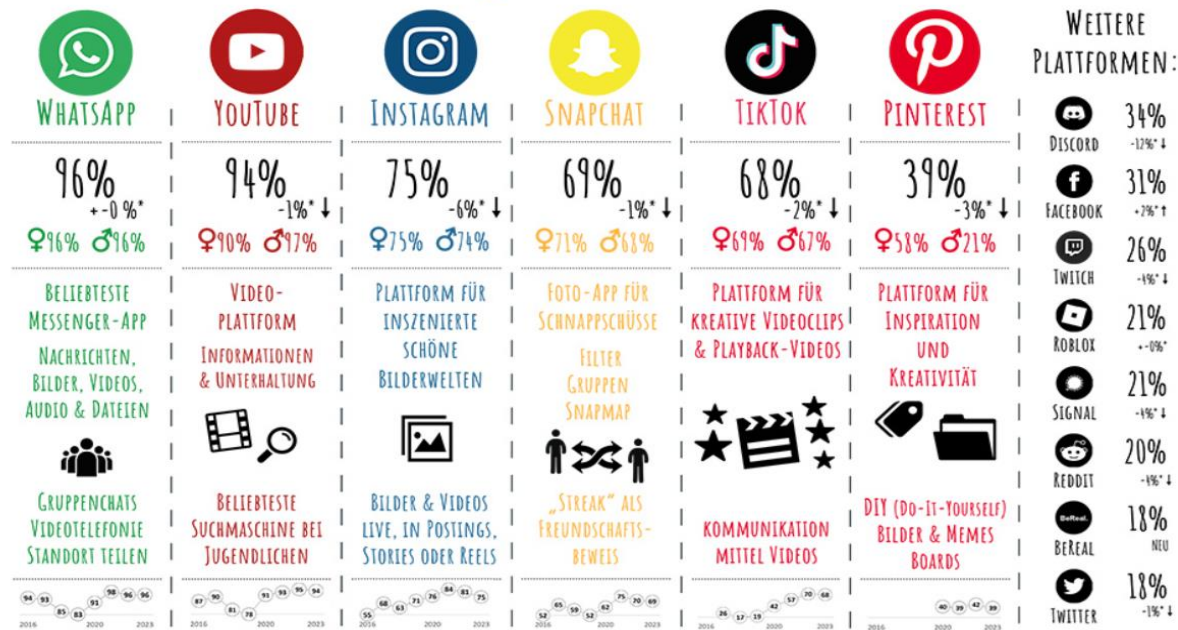 WHATSAPP
96%
+-0 %*
♀96% ♂96%
BELIEBTESTE
MESSENGER-APP
NACHRICHTEN,
BILDER, VIDEOS,
AUDIO & DATEIEN
GRUPPENCHATS
VIDEOTELEFONIE
STANDORT TEILEN
94 93 85 83 91 98 96 96
2016 2020 2023
YOUTUBE
94%
-1%* ↓
♀90% ♂97%
VIDEO-
PLATTFORM
INFORMATIONEN
& UNTERHALTUNG
BELIEBTESTE
SUCHMASCHINE BEI
JUGENDLICHEN
87 90 81 78 91 93 95 94
2016 2020 2023
INSTAGRAM
75%
-6%* ↓
♀75% ♂74%
PLATTFORM FÜR
INSZENIERTE
SCHÖNE
BILDERWELTEN
BILDER & VIDEOS
LIVE, IN POSTINGS,
STORIES ODER REELS
55 68 63 71 76 84 81 75
2016 2020 2023
SNAPCHAT
69%
-1%* ↓
♀71% ♂68%
FOTO-APP FÜR
SCHNAPPSCHÜSSE
FILTER
GRUPPEN
SNAPMAP
„STREAK“ ALS
FREUNDSCHAFTS-
BEWEIS
52 65 59 52 62 75 70 69
2016 2020 2023
TIKTOK
68%
-2%* ↓
♀69% ♂67%
PLATTFORM FÜR
KREATIVE VIDEOCLIPS
& PLAYBACK-VIDEOS
KOMMUNIKATION
MITTEL VIDEOS
26 17 19 42 57 70 68
2016 2020 2023
PINTEREST
39%
-3%* ↓
♀58% ♂21%
PLATTFORM FÜR
INSPIRATION
UND
KREATIVITÄT
DIY (DO-IT-YOURSELF)
BILDER & MEMES
BOARDS
40 39 42 39
2016 2020 2023
WEITERE
PLATTFORMEN:
34%
DISCORD -12%* ↓
31%
FACEBOOK +2%* ↑
26%
TWITCH -4%* ↓
21%
ROBLOX +-0%*
21%
SIGNAL -4%* ↓
20%
REDDIT -4%* ↓
BeReal. 18%
BEREAL NEU
18%
TWITTER -1%* ↓